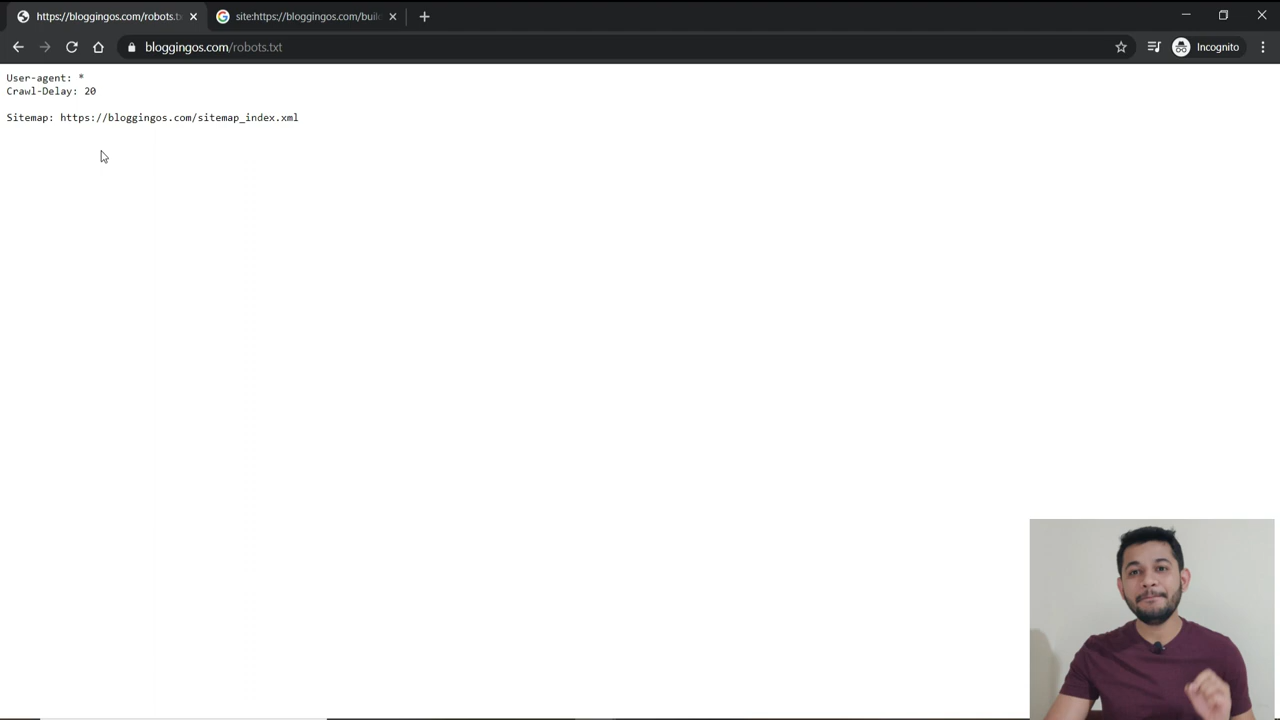 https://bloggingos.com/robots.t
site:https://bloggingos.com/buil
bloggingos.com/robots.txt
Incognito
User-agent: *
Crawl-Delay: 20
Sitemap: https://bloggingos.com/sitemap_index.xml